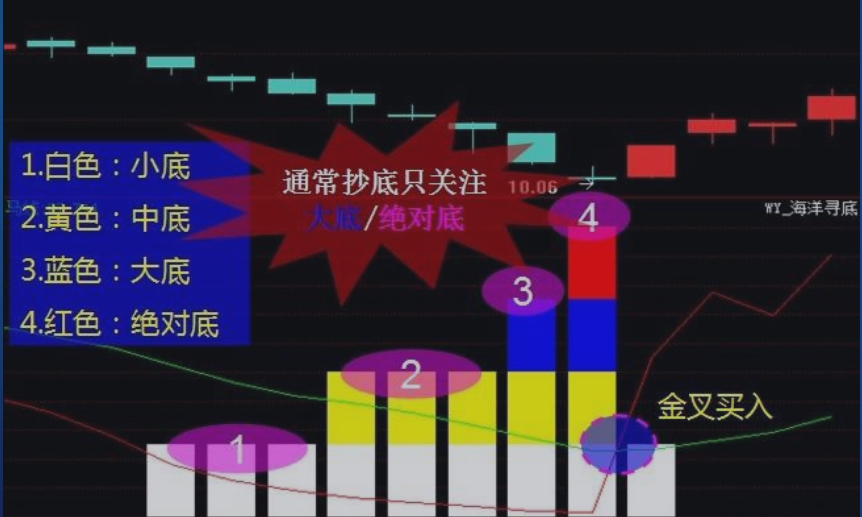 1.白色：小底
2.黄色：中底
3.蓝色：大底
4.红色：绝对底
通常抄底只关注
大底/绝对底
10.06
WY_海洋寻底
4
3
2
1
金叉买入